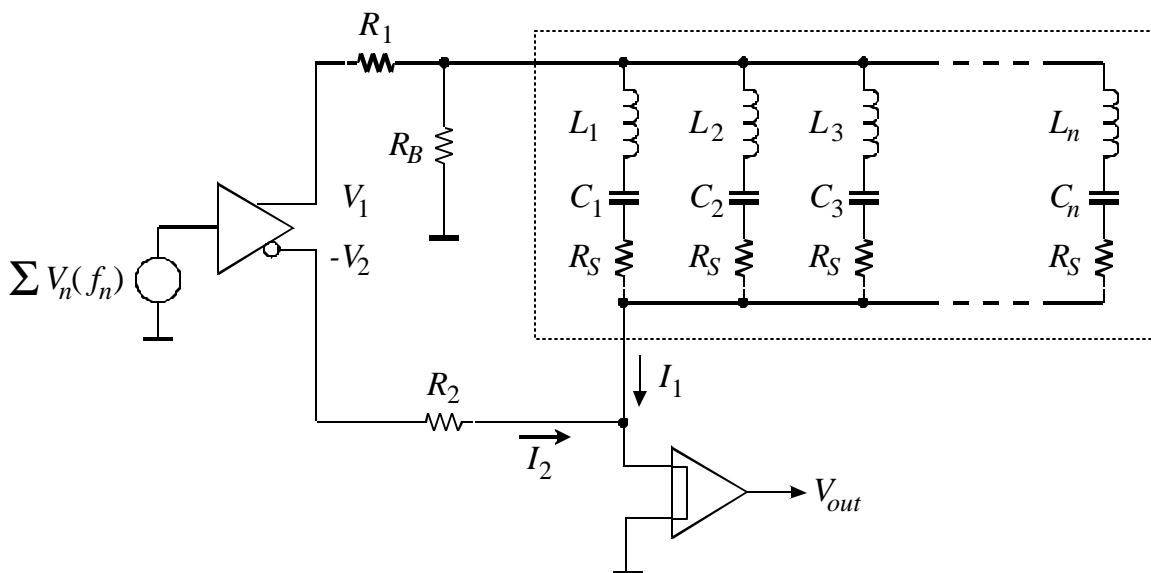 R1
L1 L2 L3 Ln
RB
V1
C1 C2 C3 Cn
-V2
RS RS RS RS
∑ Vn(fn)
I1
R2
I2
Vout